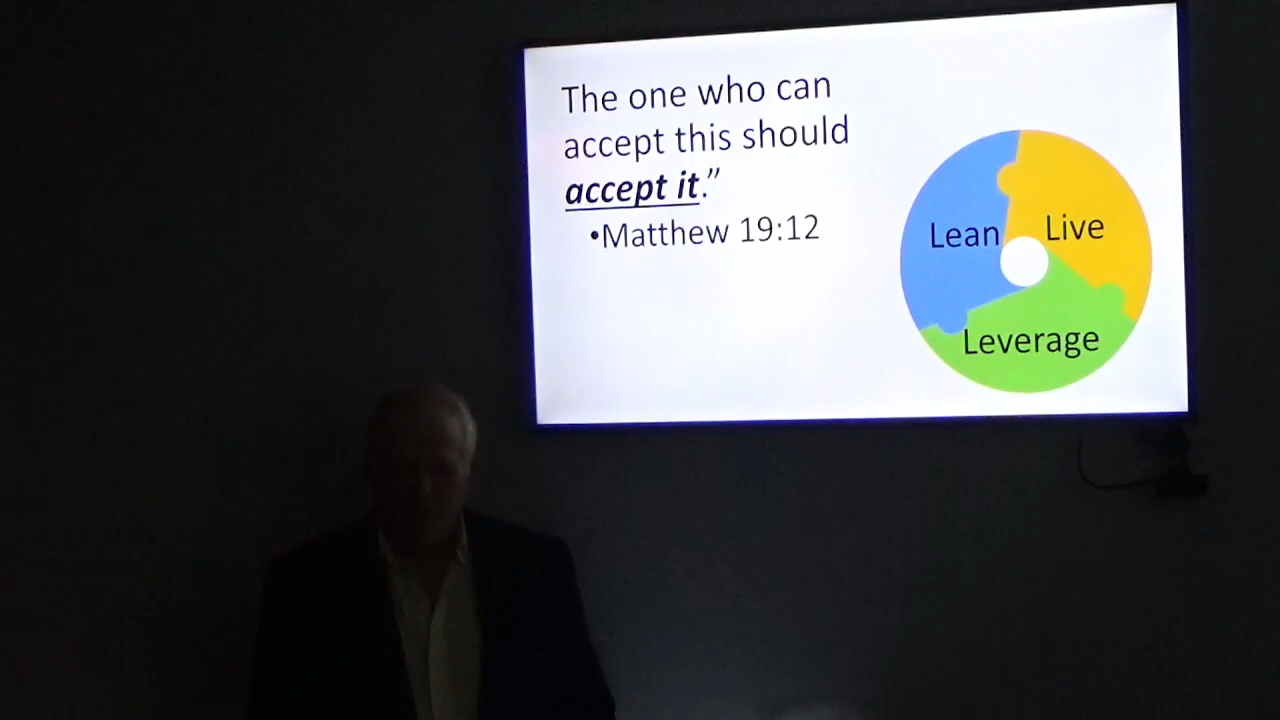 The one who can
accept this should
accept it.”
•Matthew 19:12
Lean
Live
Leverage